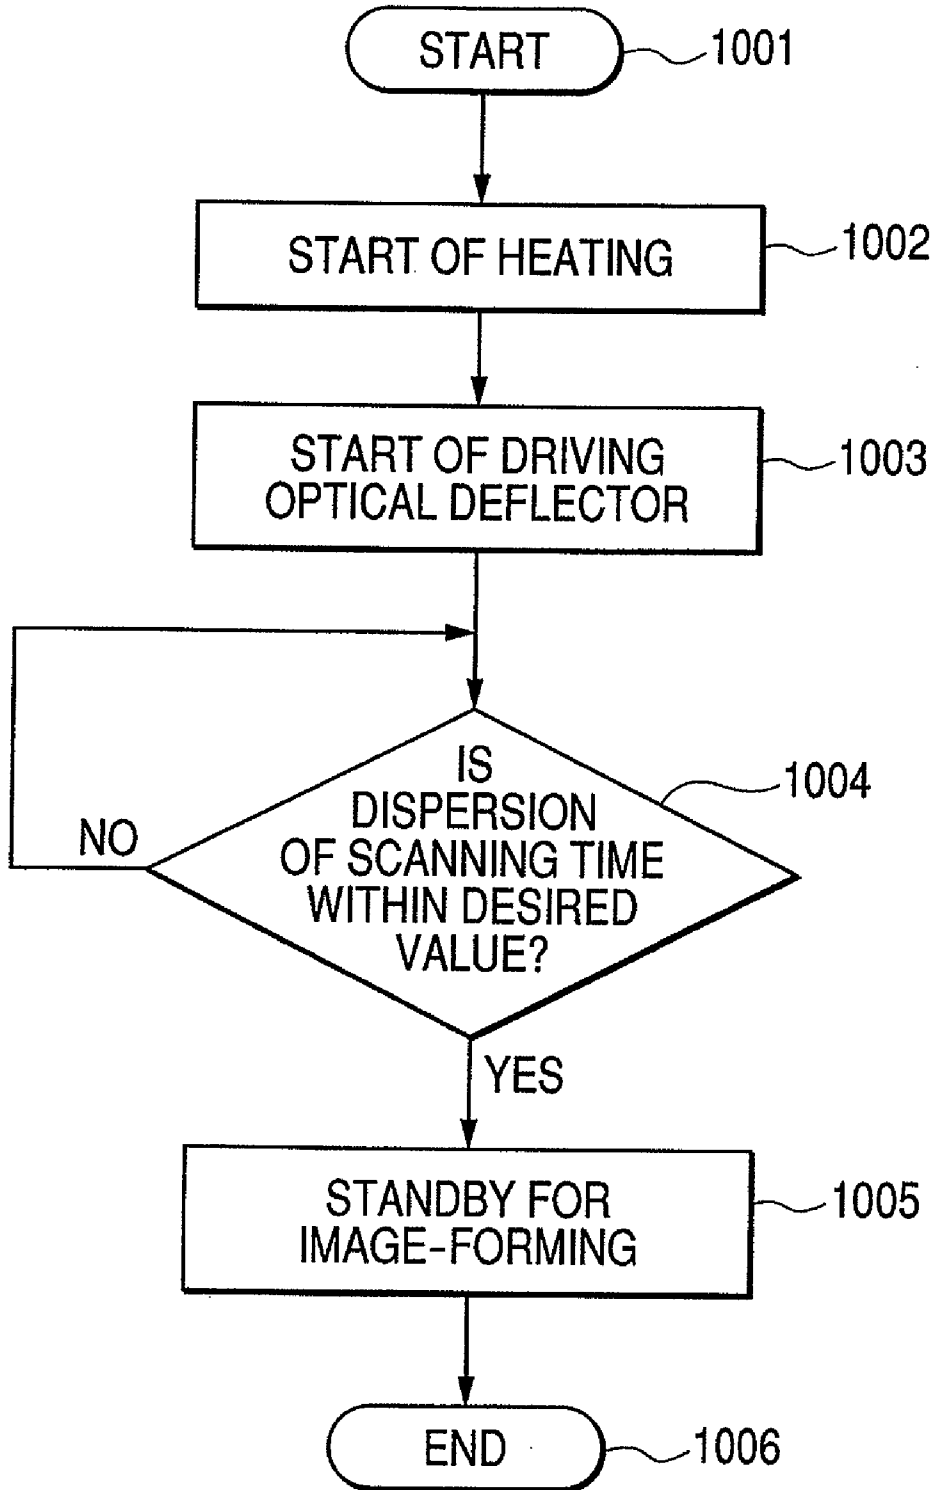 START
1001
START OF HEATING
1002
START OF DRIVING
OPTICAL DEFLECTOR
1003
IS
DISPERSION
OF SCANNING TIME
WITHIN DESIRED
VALUE?
1004
NO
YES
STANDBY FOR
IMAGE-FORMING
1005
END
1006